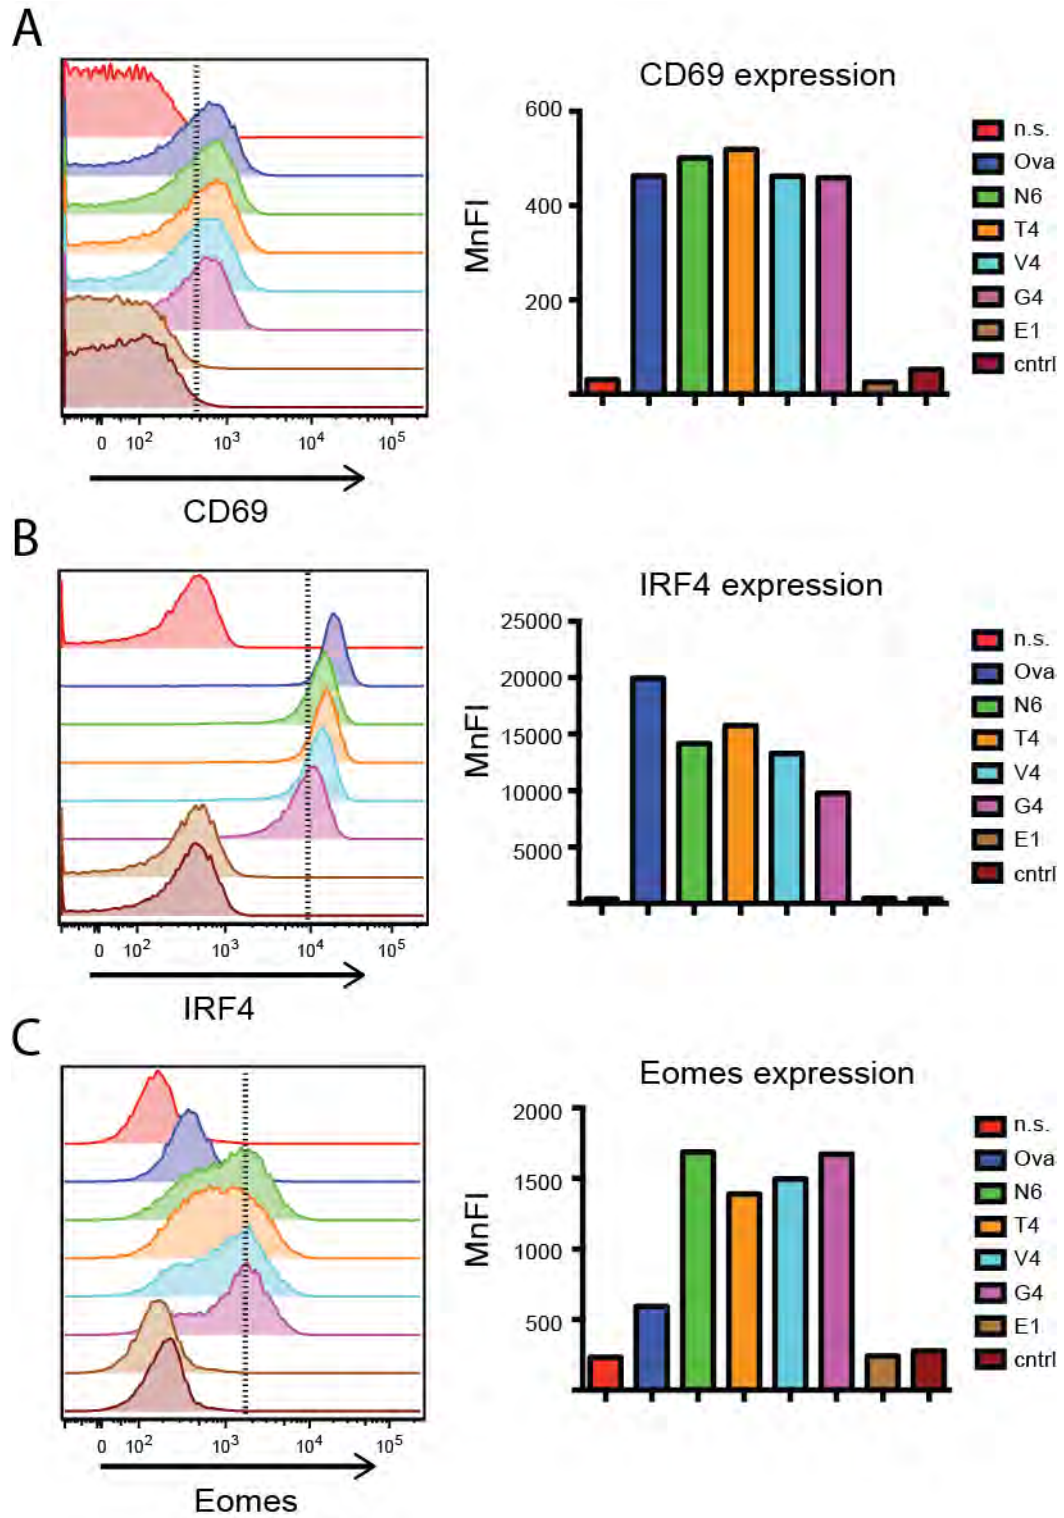 A
CD69 expression
600
400
200
MnFI
n.s.
Ova
N6
T4
V4
G4
E1
cntrl
0 10² 10³ 10⁴ 10⁵
CD69
B
IRF4 expression
25000
20000
15000
10000
5000
MnFI
n.s.
Ova
N6
T4
V4
G4
E1
cntrl
0 10² 10³ 10⁴ 10⁵
IRF4
C
Eomes expression
2000
1500
1000
500
MnFI
n.s.
Ova
N6
T4
V4
G4
E1
cntrl
0 10² 10³ 10⁴ 10⁵
Eomes